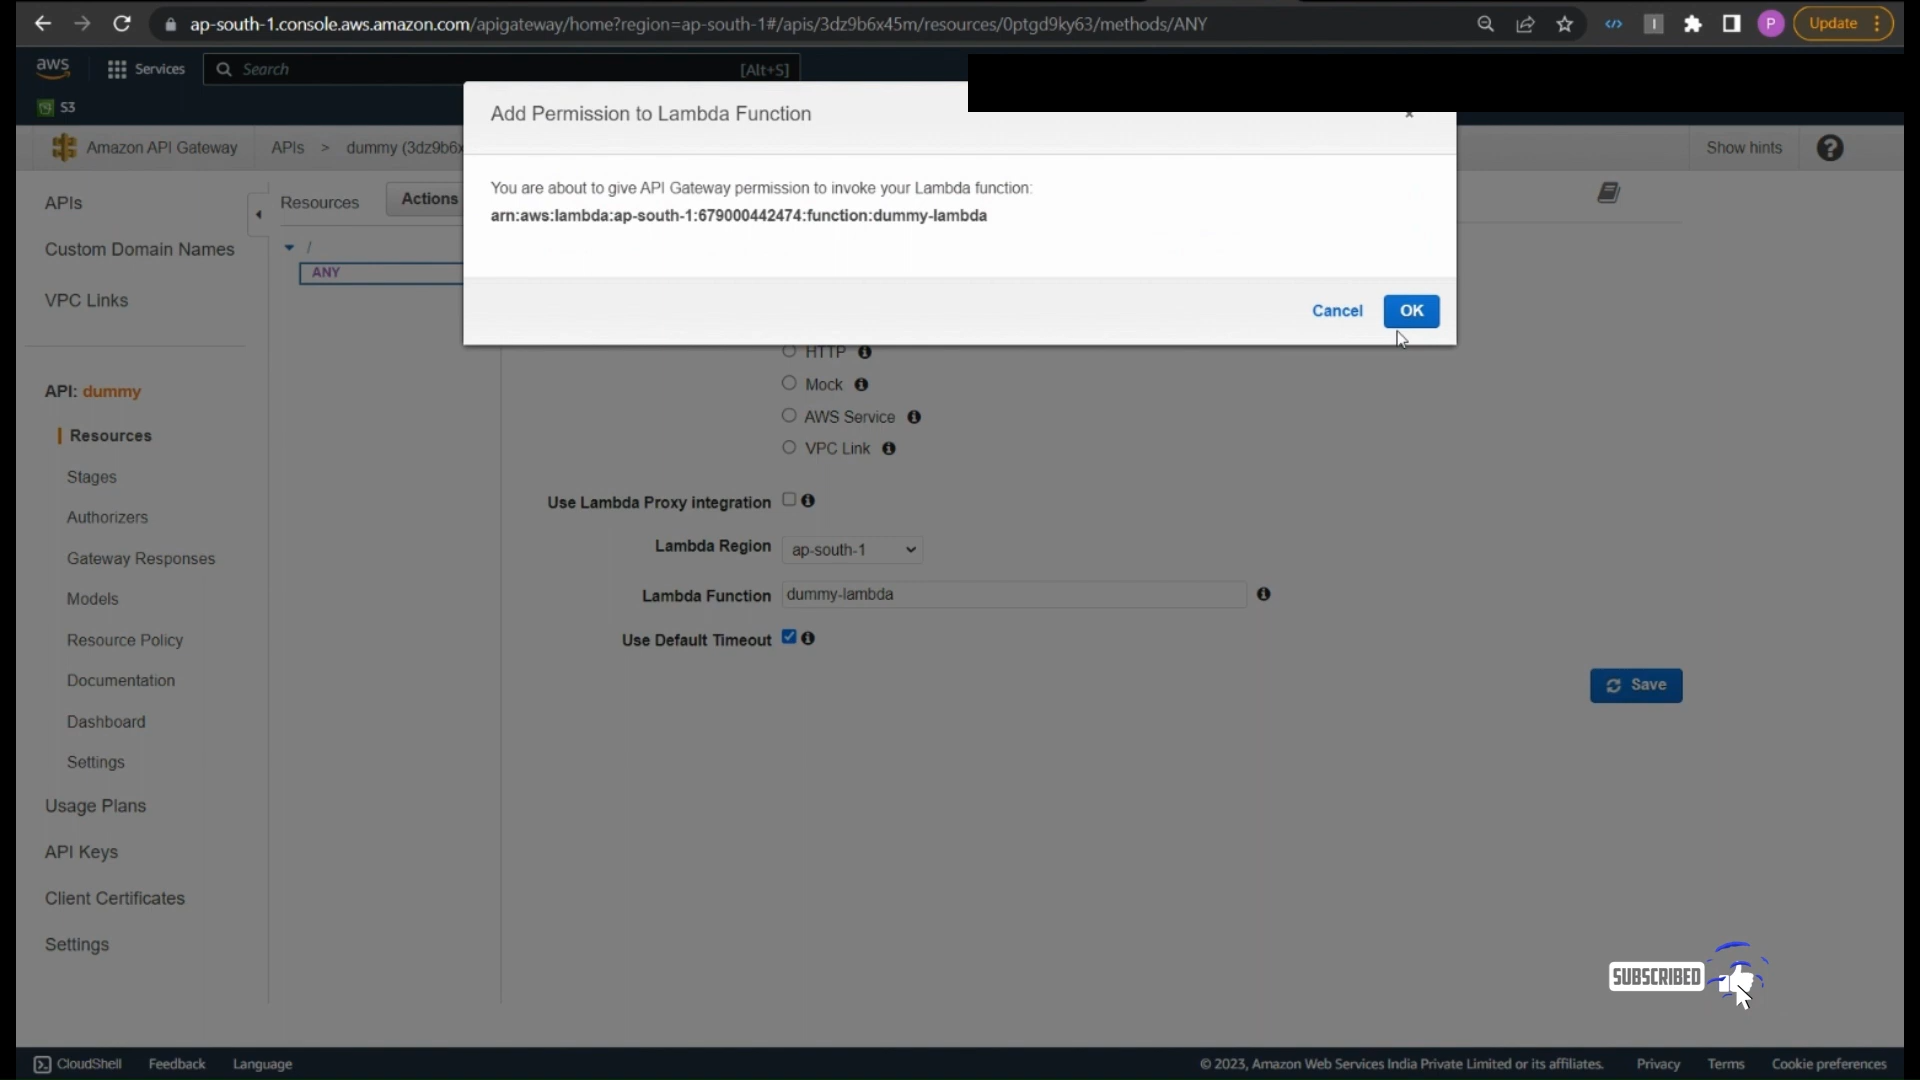 ap-south-1.console.aws.amazon.com/apigateway/home?region=ap-south-1#/apis/3dz9b6x45m/resources/0ptgd9ky63/methods/ANY
P
Update
aws
Services
Search
[Alt+S]
S3
Add Permission to Lambda Function
x
Amazon API Gateway
APIs > dummy (3dz9b6x
Show hints
?
You are about to give API Gateway permission to invoke your Lambda function:
arn:aws:lambda:ap-south-1:679000442474:function:dummy-lambda
Cancel
OK
APIs
Custom Domain Names
VPC Links
API: dummy
Resources
Stages
Authorizers
Gateway Responses
Models
Resource Policy
Documentation
Dashboard
Settings
Usage Plans
API Keys
Client Certificates
Settings
Resources
Actions
/
ANY
HTTP
Mock
AWS Service
VPC Link
Use Lambda Proxy integration
Lambda Region
ap-south-1
Lambda Function
dummy-lambda
Use Default Timeout
Save
SUBSCRIBED
CloudShell
Feedback
Language
© 2023, Amazon Web Services India Private Limited or its affiliates.
Privacy
Terms
Cookie preferences